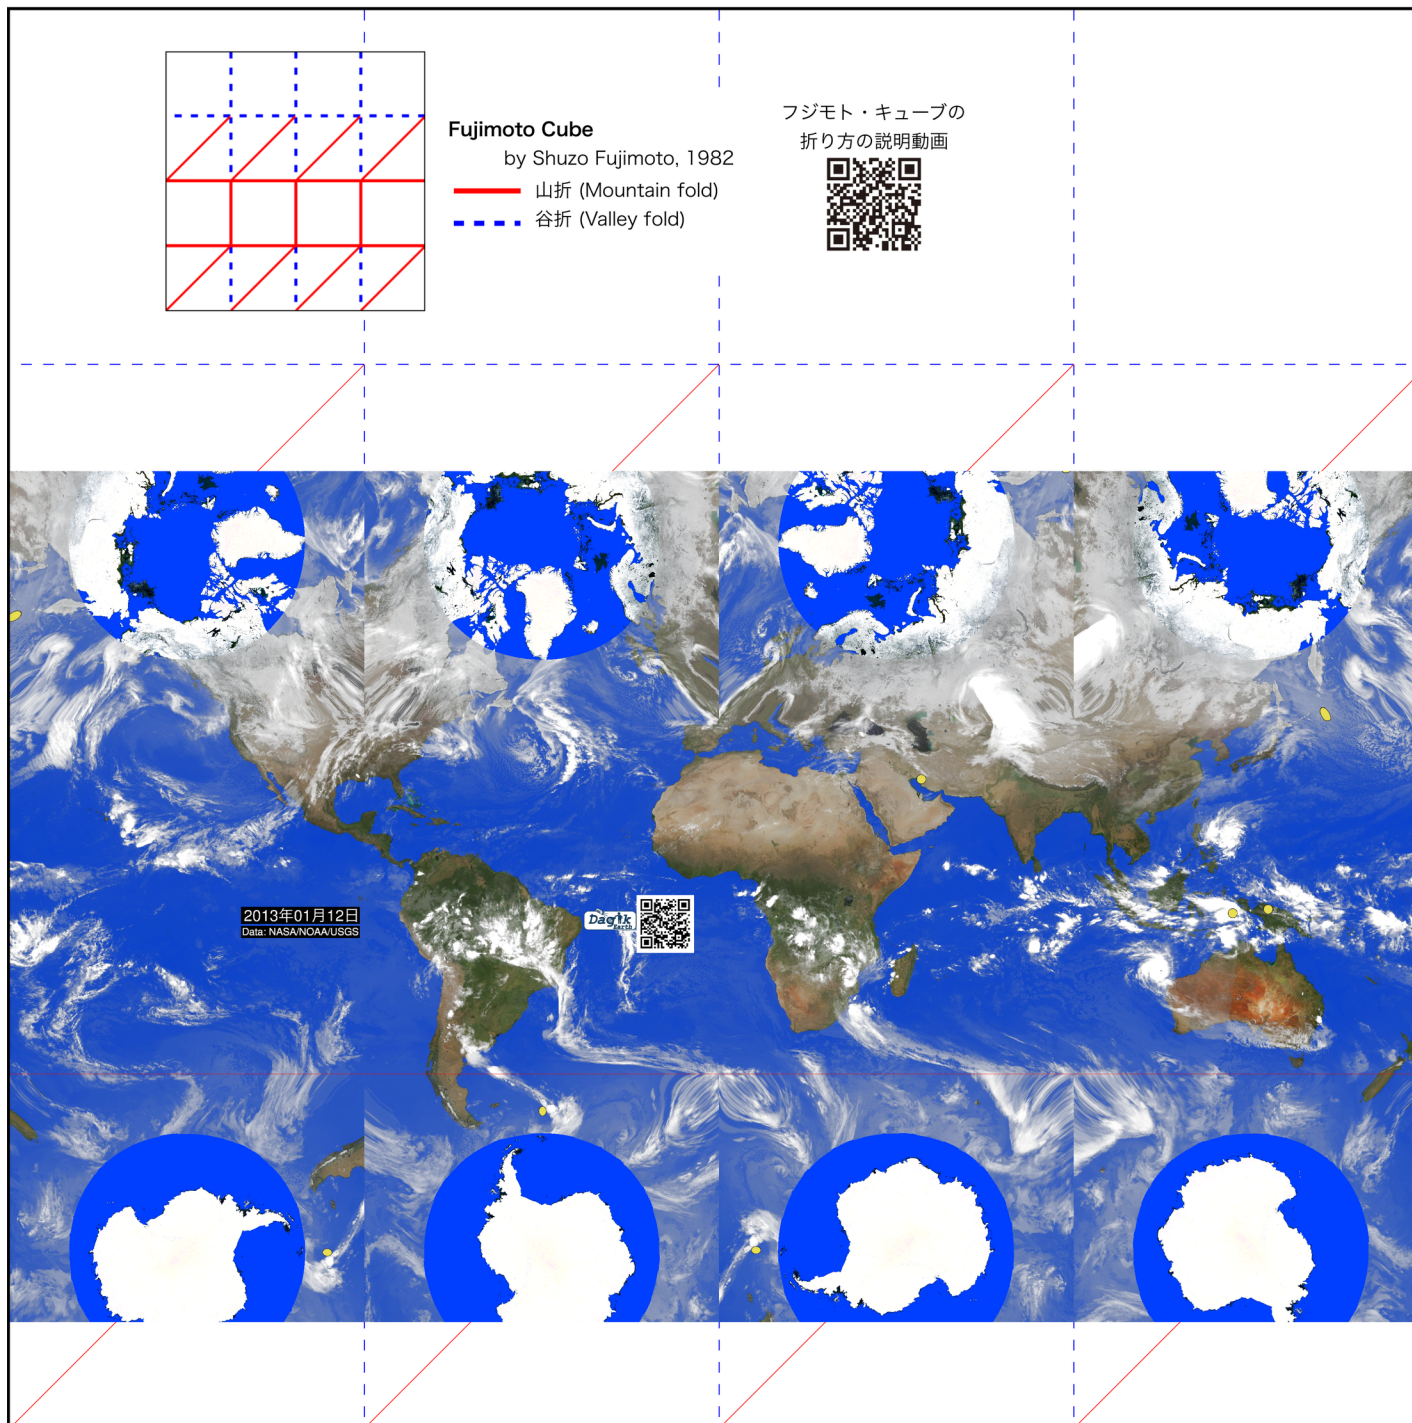 Fujimoto Cube
by Shuzo Fujimoto, 1982
山折 (Mountain fold)
谷折 (Valley fold)
フジモト・キューブの
折り方の説明動画
2013年01月12日
Data: NASA/NOAA/USGS
Dagik
Earth